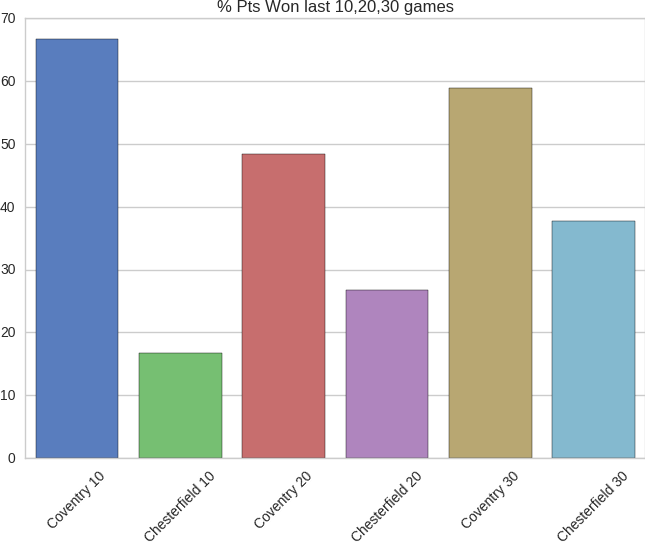 % Pts Won last 10,20,30 games
70
60
50
40
30
20
10
0
Coventry 10
Chesterfield 10
Coventry 20
Chesterfield 20
Coventry 30
Chesterfield 30